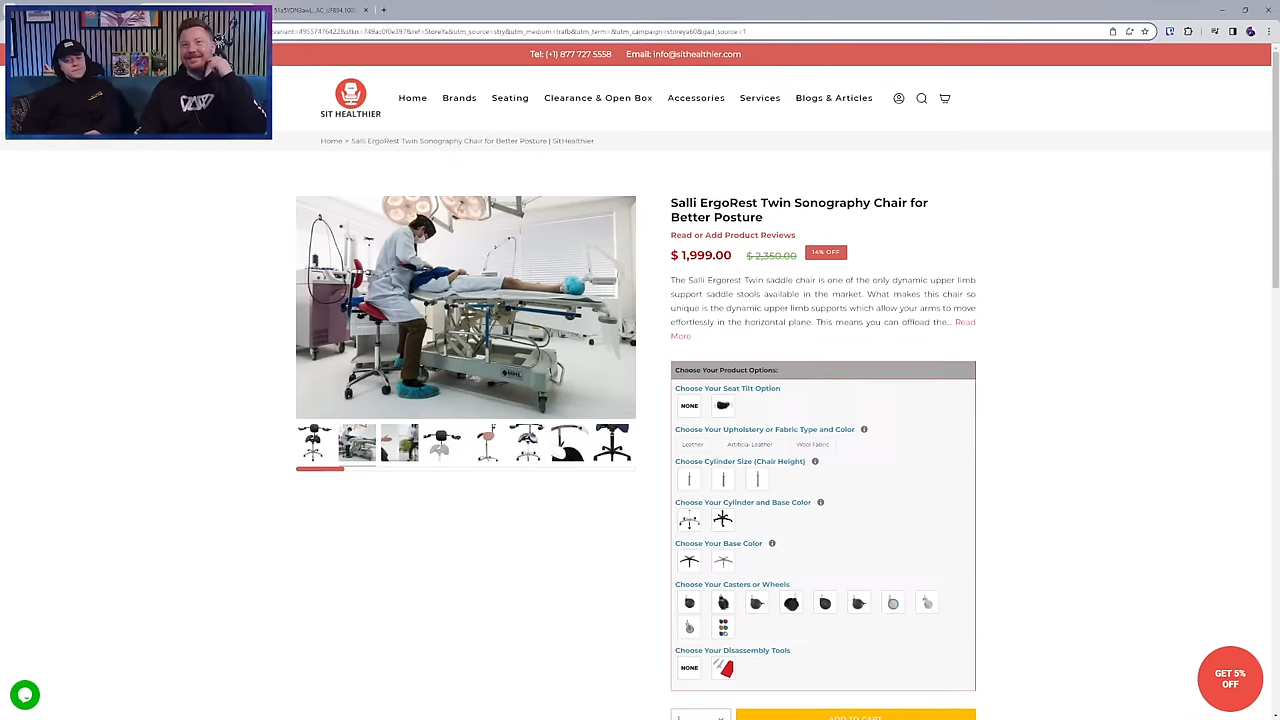 Tel: (+1) 877 727 5558 Email: info@sithealthier.com
SIT HEALTHIER
Home Brands Seating Clearance & Open Box Accessories Services Blogs & Articles
Home > Salli ErgoRest Twin Sonography Chair for Better Posture | SitHealthier
Salli ErgoRest Twin Sonography Chair for
Better Posture
Read or Add Product Reviews
$ 1,999.00 $ 2,350.00 14% OFF
The Salli Ergorest Twin saddle chair is one of the only dynamic upper limb
support saddle stools available in the market. What makes this chair so
unique is the dynamic upper limb supports which allow your arms to move
effortlessly in the horizontal plane. This means you can offload the... Read
More
Choose Your Product Options:
Choose Your Seat Tilt Option
NONE
Choose Your Upholstery or Fabric Type and Color
Leather Artificial Leather Wool Fabric
Choose Cylinder Size (Chair Height)
Choose Your Cylinder and Base Color
Choose Your Base Color
Choose Your Casters or Wheels
Choose Your Disassembly Tools
NONE
1 ADD TO CART
GET 5%
OFF